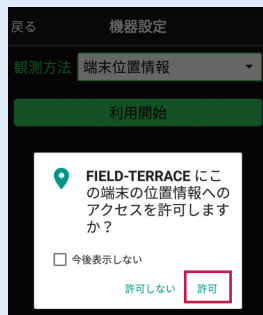 戻る 機器設定
観測方法 端末位置情報
利用開始
FIELD-TERRACE にこ
の端末の位置情報への
アクセスを許可します
か？
今後表示しない
許可しない 許可